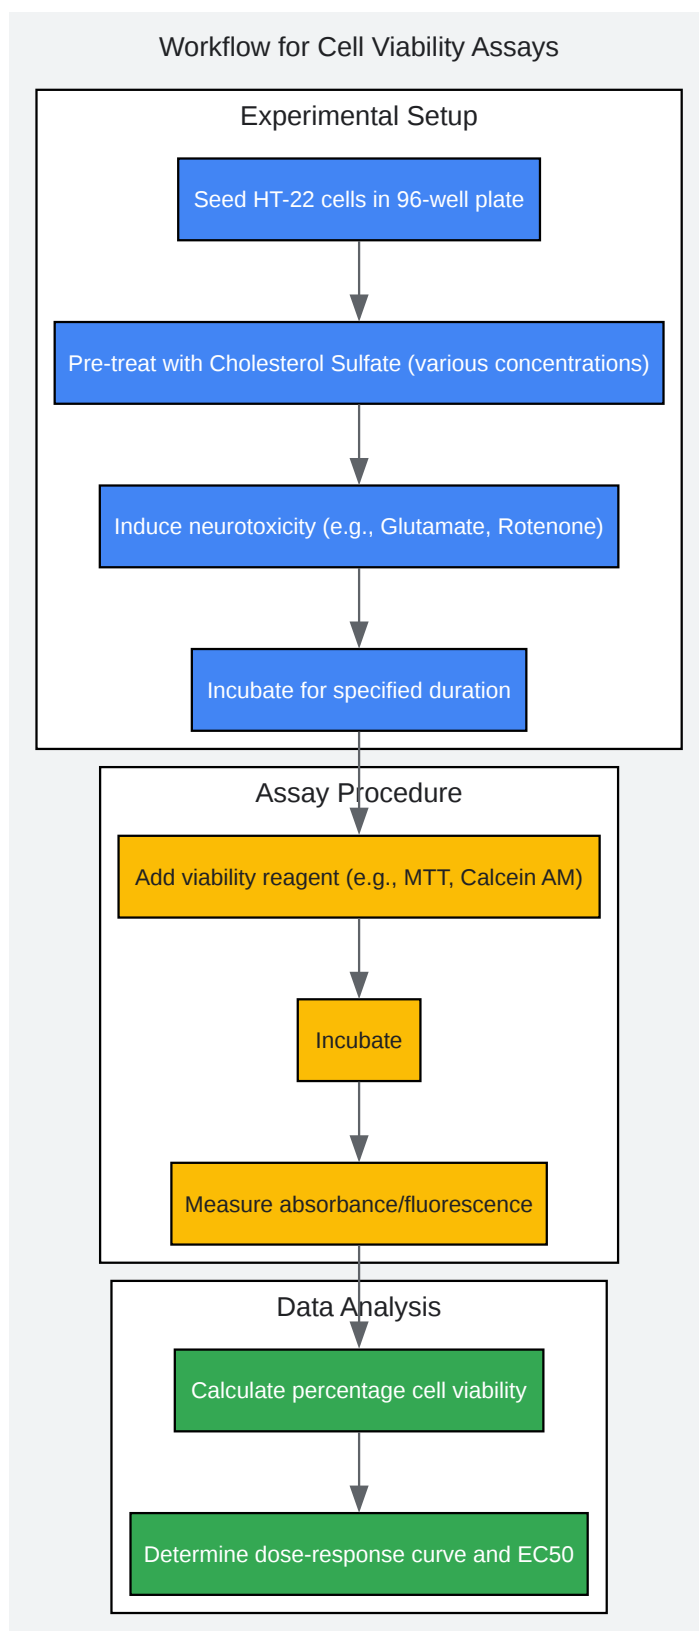 Workflow for Cell Viability Assays
Experimental Setup
Seed HT-22 cells in 96-well plate
Pre-treat with Cholesterol Sulfate (various concentrations)
Induce neurotoxicity (e.g., Glutamate, Rotenone)
Incubate for specified duration
Assay Procedure
Add viability reagent (e.g., MTT, Calcein AM)
Incubate
Measure absorbance/fluorescence
Data Analysis
Calculate percentage cell viability
Determine dose-response curve and EC50